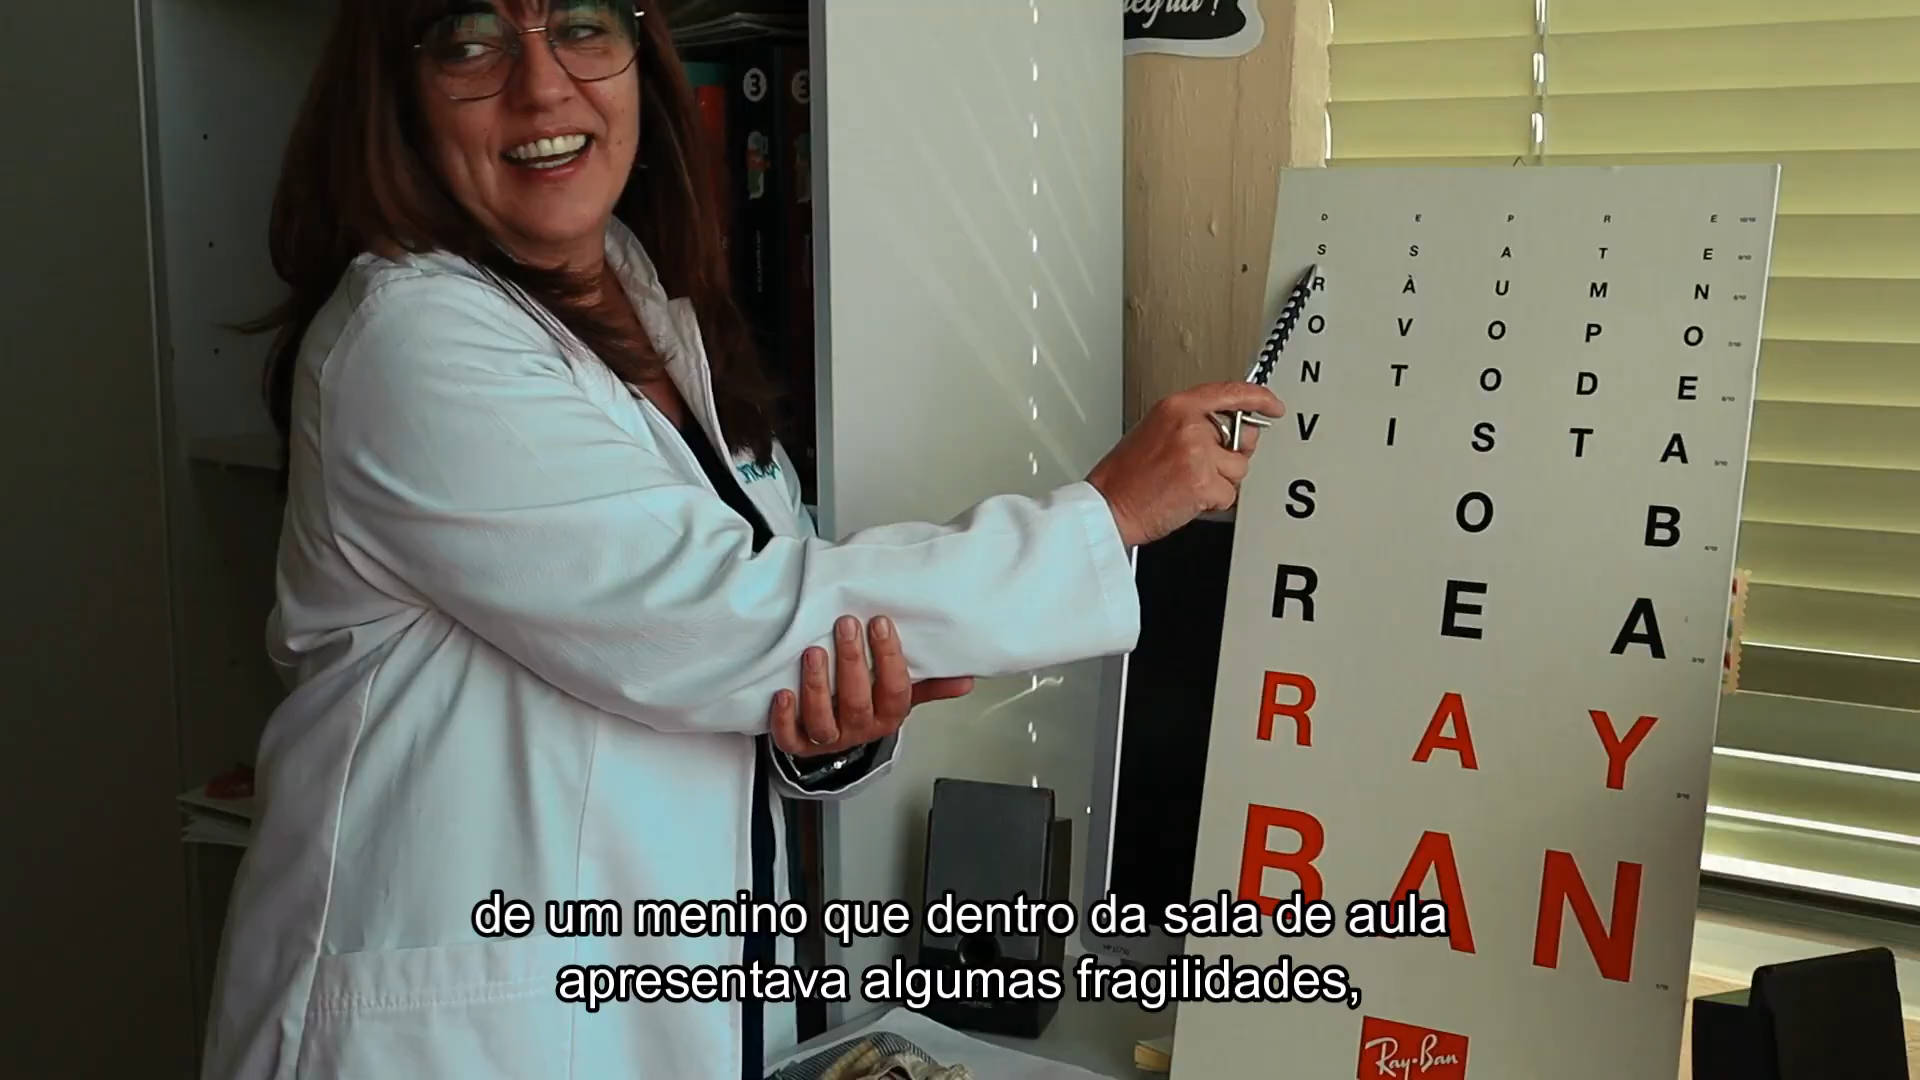 D E P R E
S S A T E
R À U M N
O V O P O
N T O D E
V I S T A
S O B
R E A
R A Y
B A N
Ray-Ban
de um menino que dentro da sala de aula
apresentava algumas fragilidades,